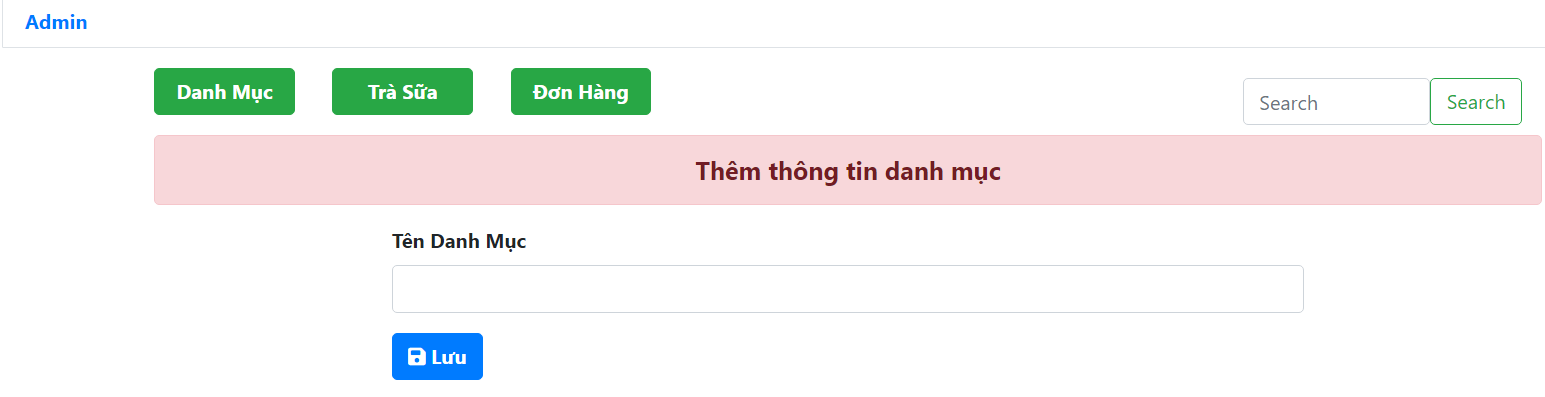 Admin
Danh Mục Trà Sữa Đơn Hàng Search Search
Thêm thông tin danh mục
Tên Danh Mục
Lưu